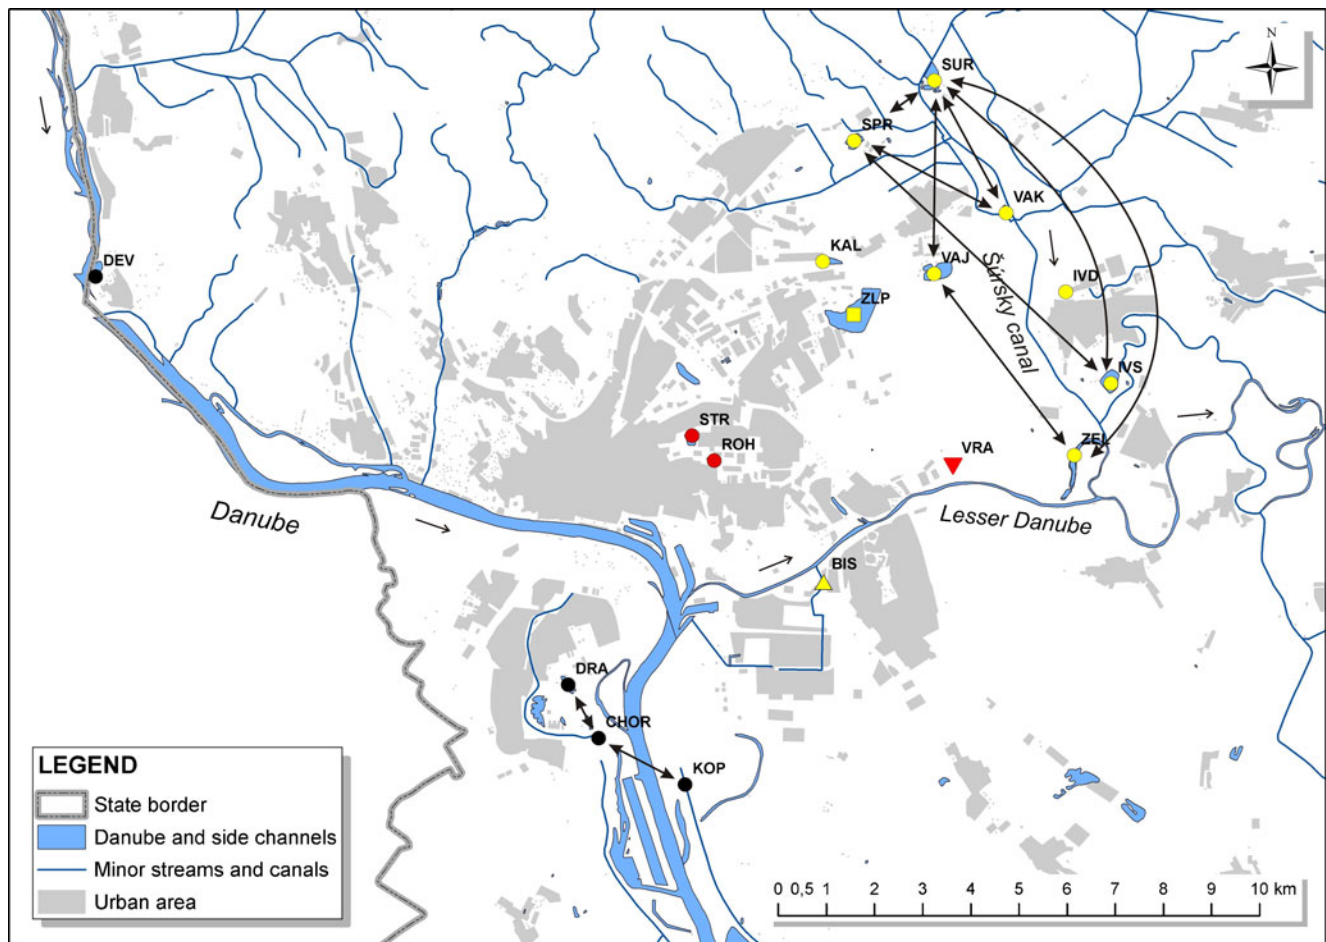 N
SUR
SPR
VAK
DEV
KAL
VAJ
IVD
ZLP
Šúrsky canal
IVS
STR
ROH
VRA
ZEL
Danube
Lesser Danube
BIS
DRA
CHOR
KOP
LEGEND
State border
Danube and side channels
Minor streams and canals
Urban area
0 0,5 1 2 3 4 5 6 7 8 9 10 km